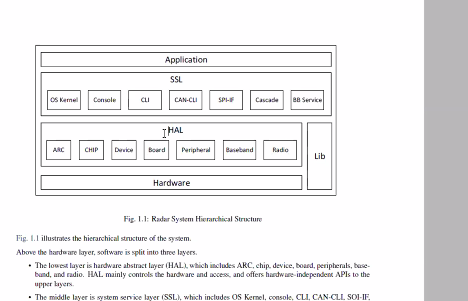 Application
SSL
OS Kernel Console CLI CAN-CLI SPI-IF Cascade BB Service
HAL
ARC CHIP Device Board Peripheral Baseband Radio
Lib
Hardware
Fig. 1.1: Radar System Hierarchical Structure
Fig. 1.1 illustrates the hierarchical structure of the system.
Above the hardware layer, software is split into three layers.
• The lowest layer is hardware abstract layer (HAL), which includes ARC, chip, device, board, peripherals, base-
band, and radio. HAL mainly controls the hardware and access, and offers hardware-independent APIs to the
upper layers.
• The middle layer is system service layer (SSL), which includes OS Kernel, console, CLI, CAN-CLI, SOI-IF,